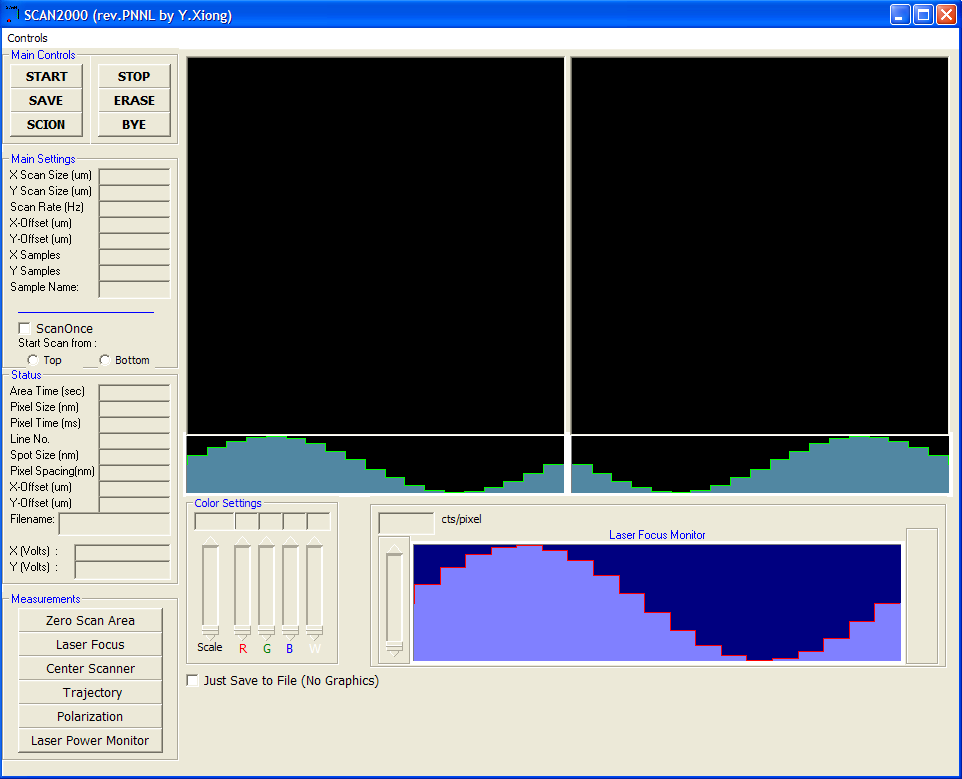 SCAN2000 (rev.PNNL by Y.Xiong)
Controls
Main Controls
START STOP
SAVE ERASE
SCION BYE
Main Settings
X Scan Size (um)
Y Scan Size (um)
Scan Rate (Hz)
X-Offset (um)
Y-Offset (um)
X Samples
Y Samples
Sample Name:
ScanOnce
Start Scan from :
Top Bottom
Status
Area Time (sec)
Pixel Size (nm)
Pixel Time (ms)
Line No.
Spot Size (nm)
Pixel Spacing(nm)
X-Offset (um)
Y-Offset (um)
Filename:
X (Volts) :
Y (Volts) :
Measurements
Zero Scan Area
Laser Focus
Center Scanner
Trajectory
Polarization
Laser Power Monitor
Color Settings
Scale R G B W
cts/pixel
Laser Focus Monitor
Just Save to File (No Graphics)